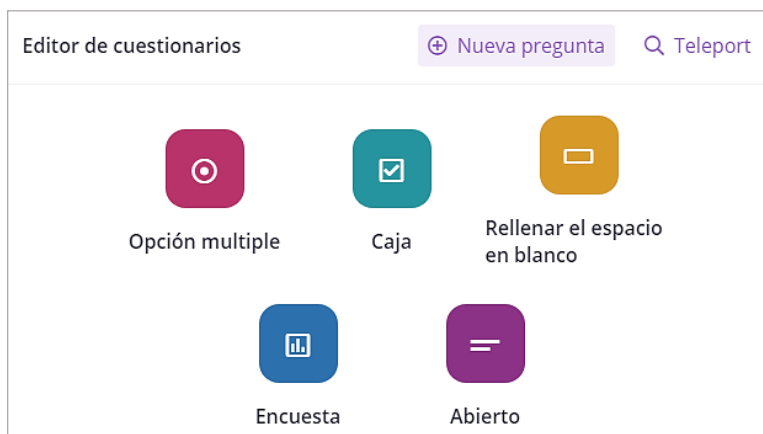 Editor de cuestionarios
Nueva pregunta
Teleport
Opción multiple
Caja
Rellenar el espacio
en blanco
Encuesta
Abierto